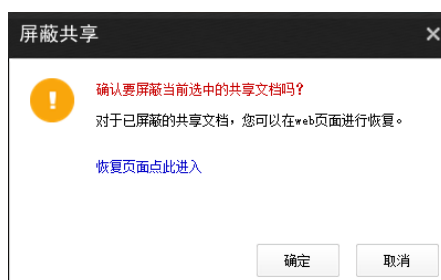 屏蔽共享
确认要屏蔽当前选中的共享文档吗?
对于已屏蔽的共享文档，您可以在web页面进行恢复。
恢复页面点此进入
确定
取消